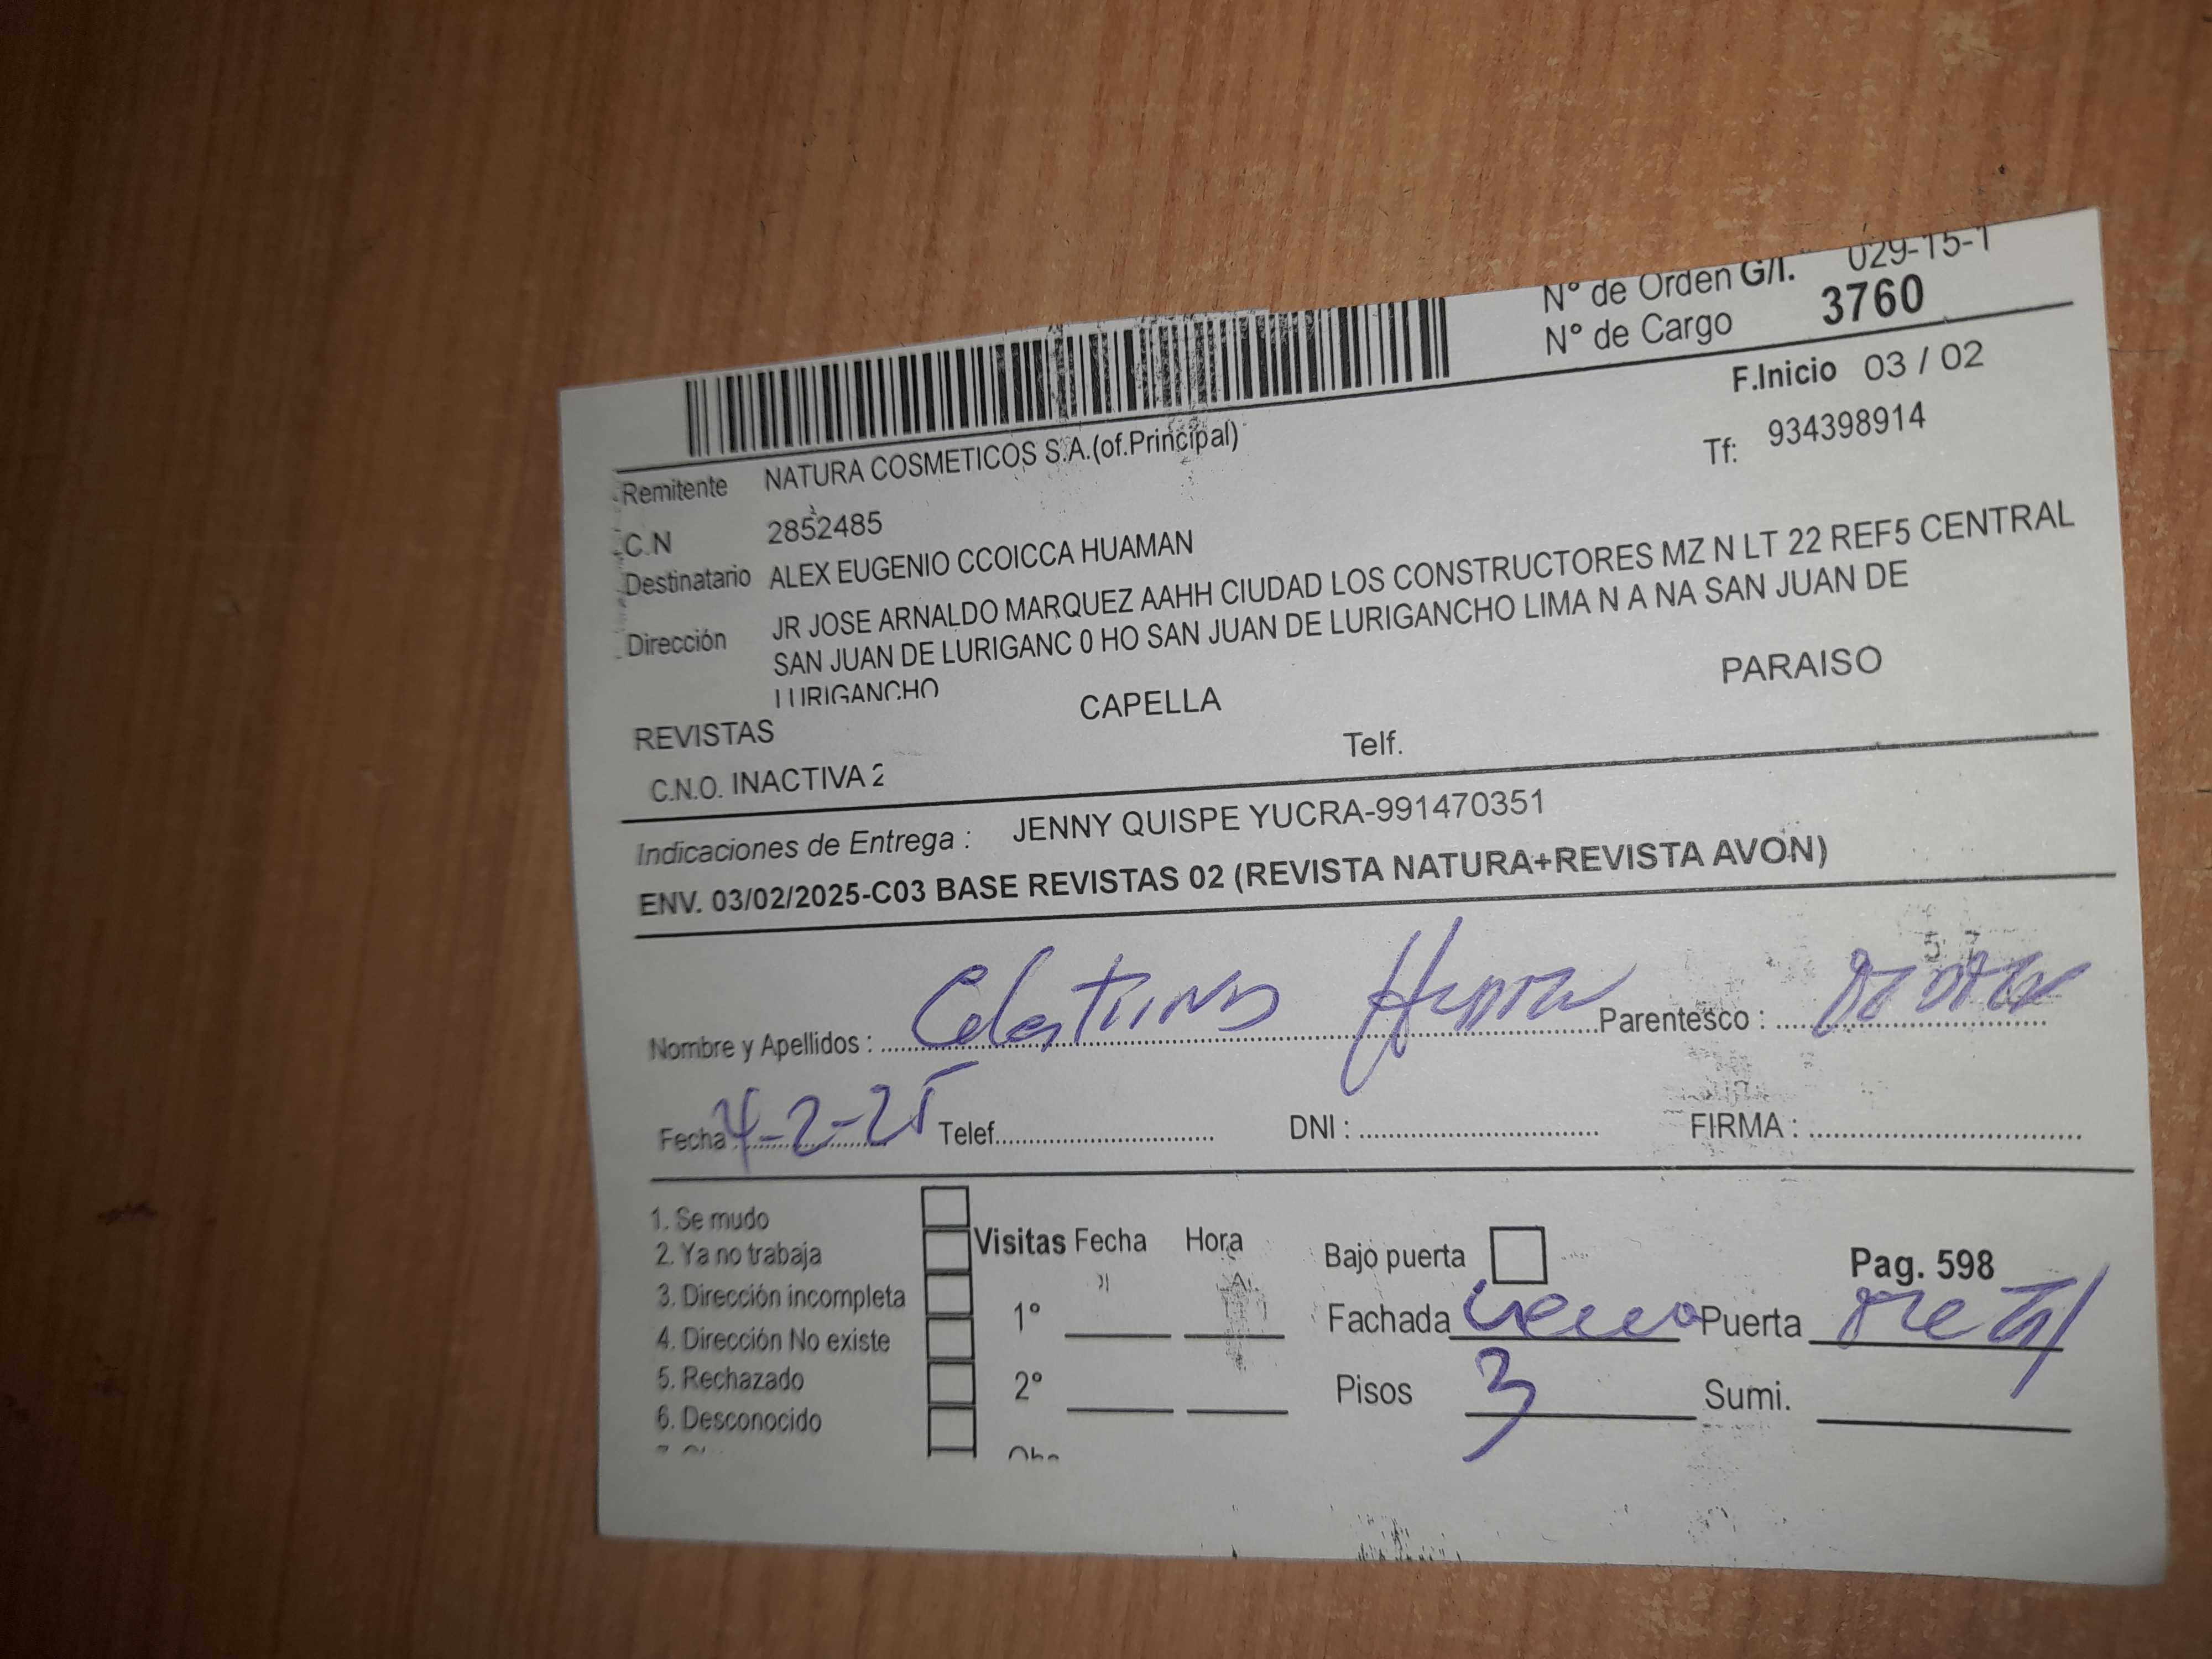 N° de Orden G/I. 029-15-1
N° de Cargo 3760
F.Inicio 03 / 02
Remitente NATURA COSMETICOS S.A.(of.Principal)
Tf: 934398914
C.N 2852485
Destinatario ALEX EUGENIO CCOICCA HUAMAN
Dirección JR JOSE ARNALDO MARQUEZ AAHH CIUDAD LOS CONSTRUCTORES MZ N LT 22 REF5 CENTRAL
SAN JUAN DE LURIGANC 0 HO SAN JUAN DE LURIGANCHO LIMA N A NA SAN JUAN DE
LURIGANCHO
REVISTAS CAPELLA PARAISO
C.N.O. INACTIVA 2 Telf.
Indicaciones de Entrega : JENNY QUISPE YUCRA-991470351
ENV. 03/02/2025-C03 BASE REVISTAS 02 (REVISTA NATURA+REVISTA AVON)
Nombre y Apellidos : Celestino Parentesco :
Fecha : 4-2-25 Telef. DNI : FIRMA :
1. Se mudo
2. Ya no trabaja
3. Dirección incompleta
4. Dirección No existe
5. Rechazado
6. Desconocido
Visitas Fecha Hora
1°
2°
Bajo puerta Pag. 598
Fachada Puerta metal
Pisos 3 Sumi.